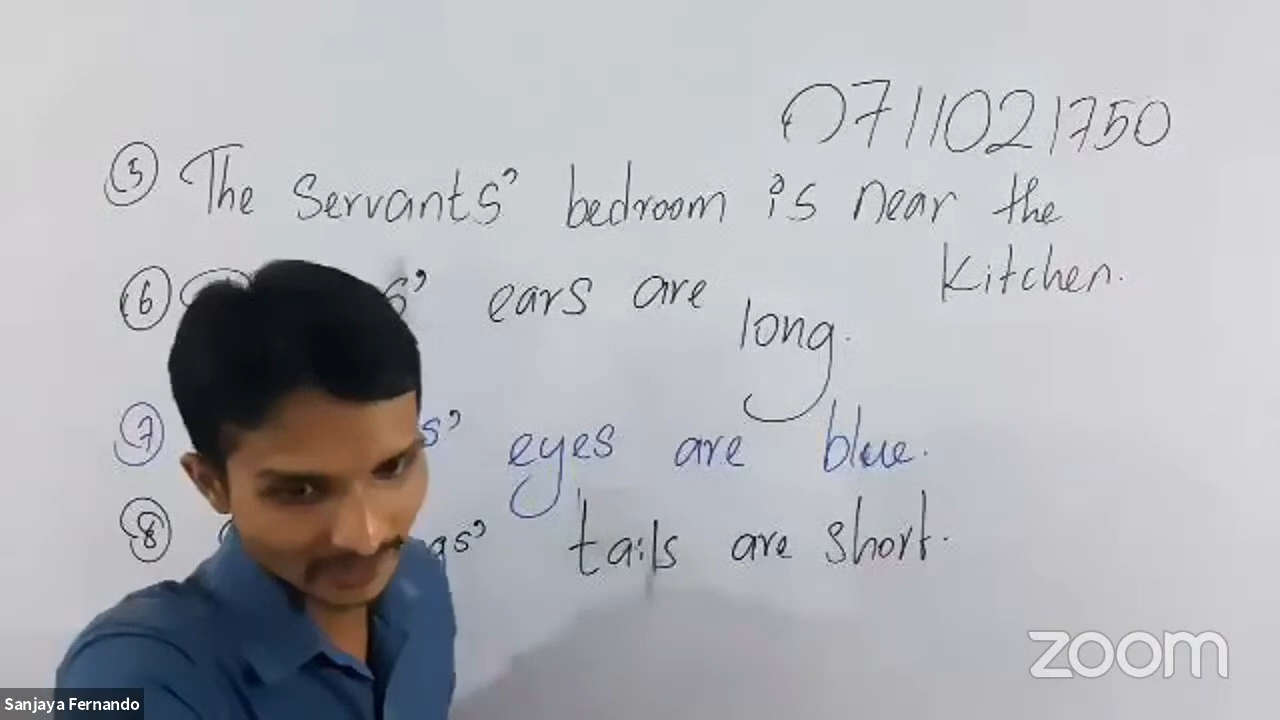 0711021750
⑤ The Servants' bedroom is near the
kitchen.
⑥ ears are
long.
⑦ eyes are blue.
⑧ tails are short.
zoom
Sanjaya Fernando